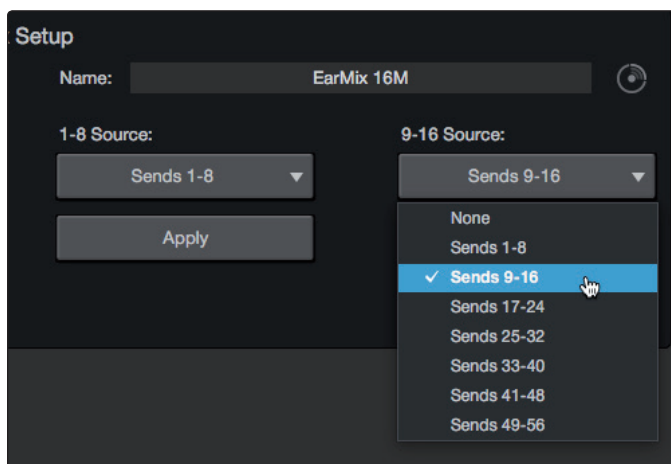 Setup
Name: EarMix 16M
1-8 Source: 9-16 Source:
Sends 1-8 Sends 9-16
Apply
None
Sends 1-8
Sends 9-16
Sends 17-24
Sends 25-32
Sends 33-40
Sends 41-48
Sends 49-56